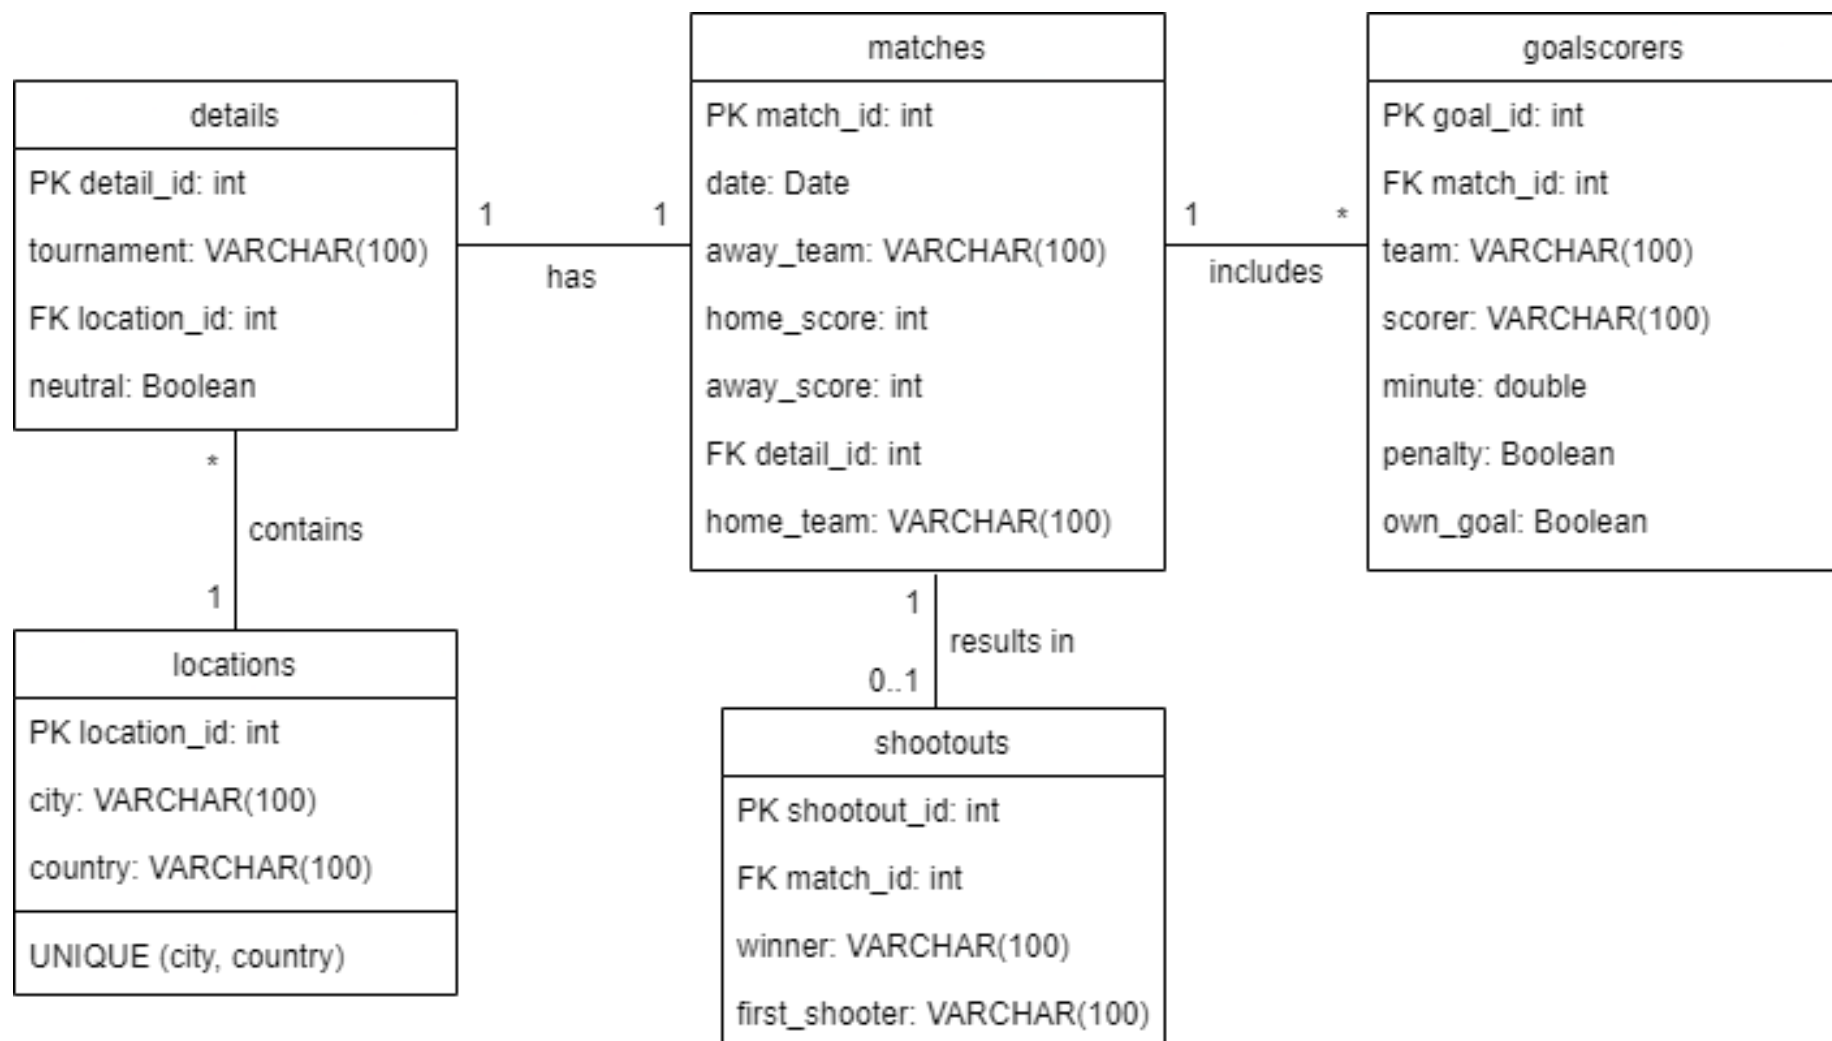 details
PK detail_id: int
tournament: VARCHAR(100)
FK location_id: int
neutral: Boolean
1
1
has
matches
PK match_id: int
date: Date
away_team: VARCHAR(100)
home_score: int
away_score: int
FK detail_id: int
home_team: VARCHAR(100)
1
*
includes
goalscorers
PK goal_id: int
FK match_id: int
team: VARCHAR(100)
scorer: VARCHAR(100)
minute: double
penalty: Boolean
own_goal: Boolean
*
contains
1
locations
PK location_id: int
city: VARCHAR(100)
country: VARCHAR(100)
UNIQUE (city, country)
1
results in
0..1
shootouts
PK shootout_id: int
FK match_id: int
winner: VARCHAR(100)
first_shooter: VARCHAR(100)